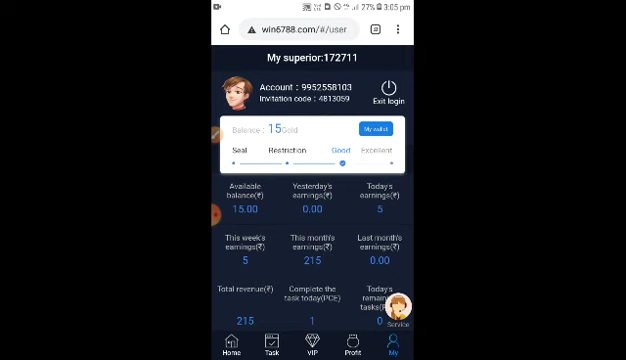 27% 3:05 pm
win6788.com/#/user
My superior:172711
Account : 9952558103
Invitation code : 4813059
Exit login
Balance : 15Gold
My wallet
Seal Restriction Good Excellent
Available balance(₹)
15.00
Yesterday's earnings(₹)
0.00
Today's earnings(₹)
5
This week's earnings(₹)
5
This month's earnings(₹)
215
Last month's earnings(₹)
0.00
Total revenue(₹)
215
Complete the task today(PCE)
1
Today's
tasks
0
Service
Home Task VIP Profit My